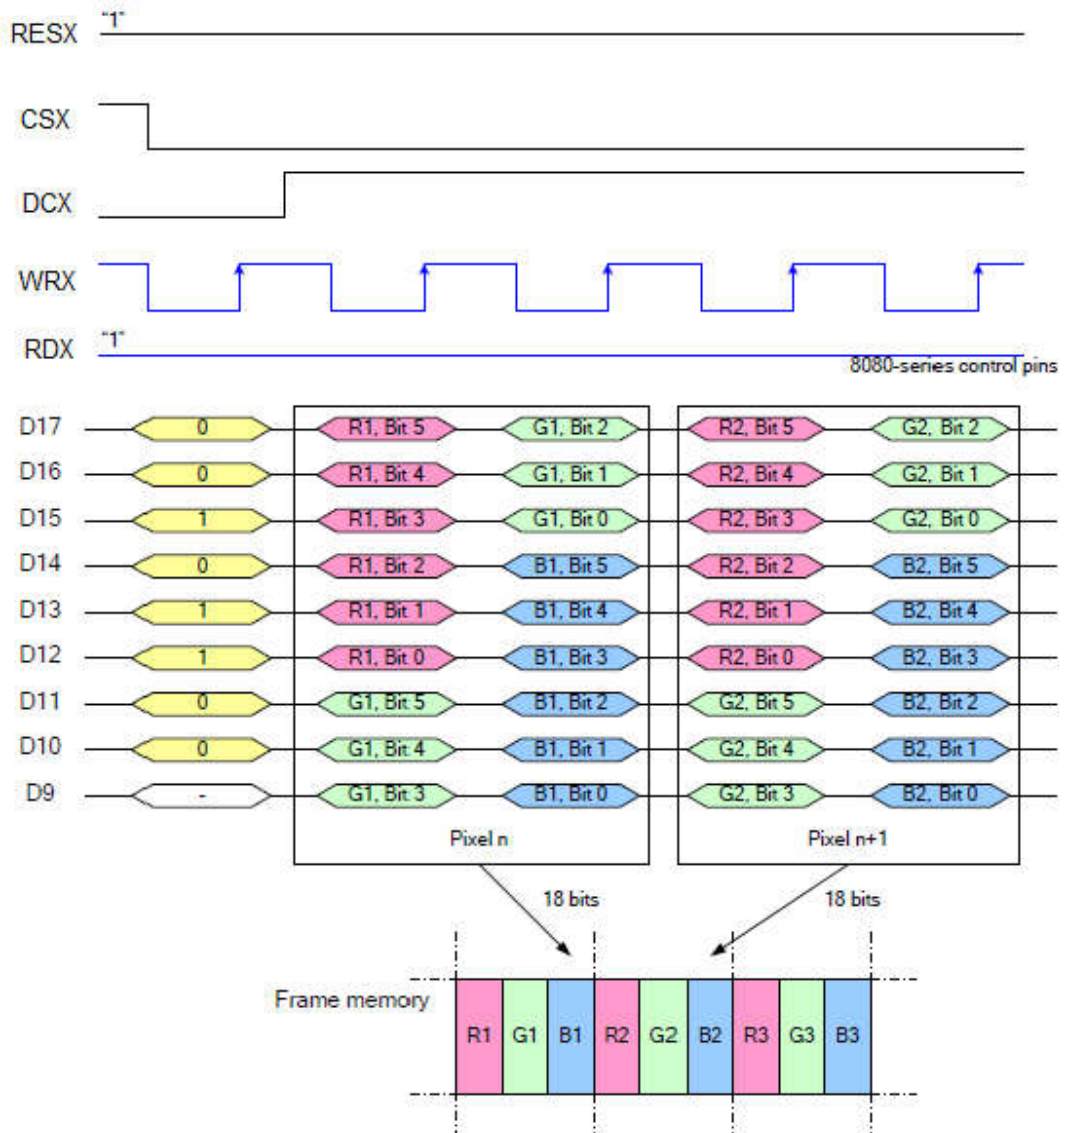 RESX "1"
CSX
DCX
WRX
RDX "1"
8080-series control pins
D17 0 R1, Bit 5 G1, Bit 2 R2, Bit 5 G2, Bit 2
D16 0 R1, Bit 4 G1, Bit 1 R2, Bit 4 G2, Bit 1
D15 1 R1, Bit 3 G1, Bit 0 R2, Bit 3 G2, Bit 0
D14 0 R1, Bit 2 B1, Bit 5 R2, Bit 2 B2, Bit 5
D13 1 R1, Bit 1 B1, Bit 4 R2, Bit 1 B2, Bit 4
D12 1 R1, Bit 0 B1, Bit 3 R2, Bit 0 B2, Bit 3
D11 0 G1, Bit 5 B1, Bit 2 G2, Bit 5 B2, Bit 2
D10 0 G1, Bit 4 B1, Bit 1 G2, Bit 4 B2, Bit 1
D9 - G1, Bit 3 B1, Bit 0 G2, Bit 3 B2, Bit 0
Pixel n Pixel n+1
18 bits 18 bits
Frame memory
R1 G1 B1 R2 G2 B2 R3 G3 B3